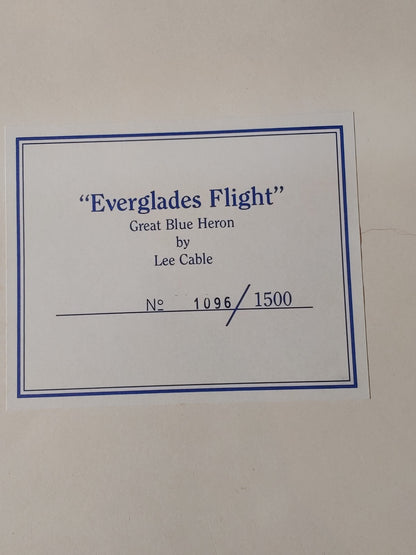 “Everglades Flight”
Great Blue Heron
by
Lee Cable
Nº 1096/1500